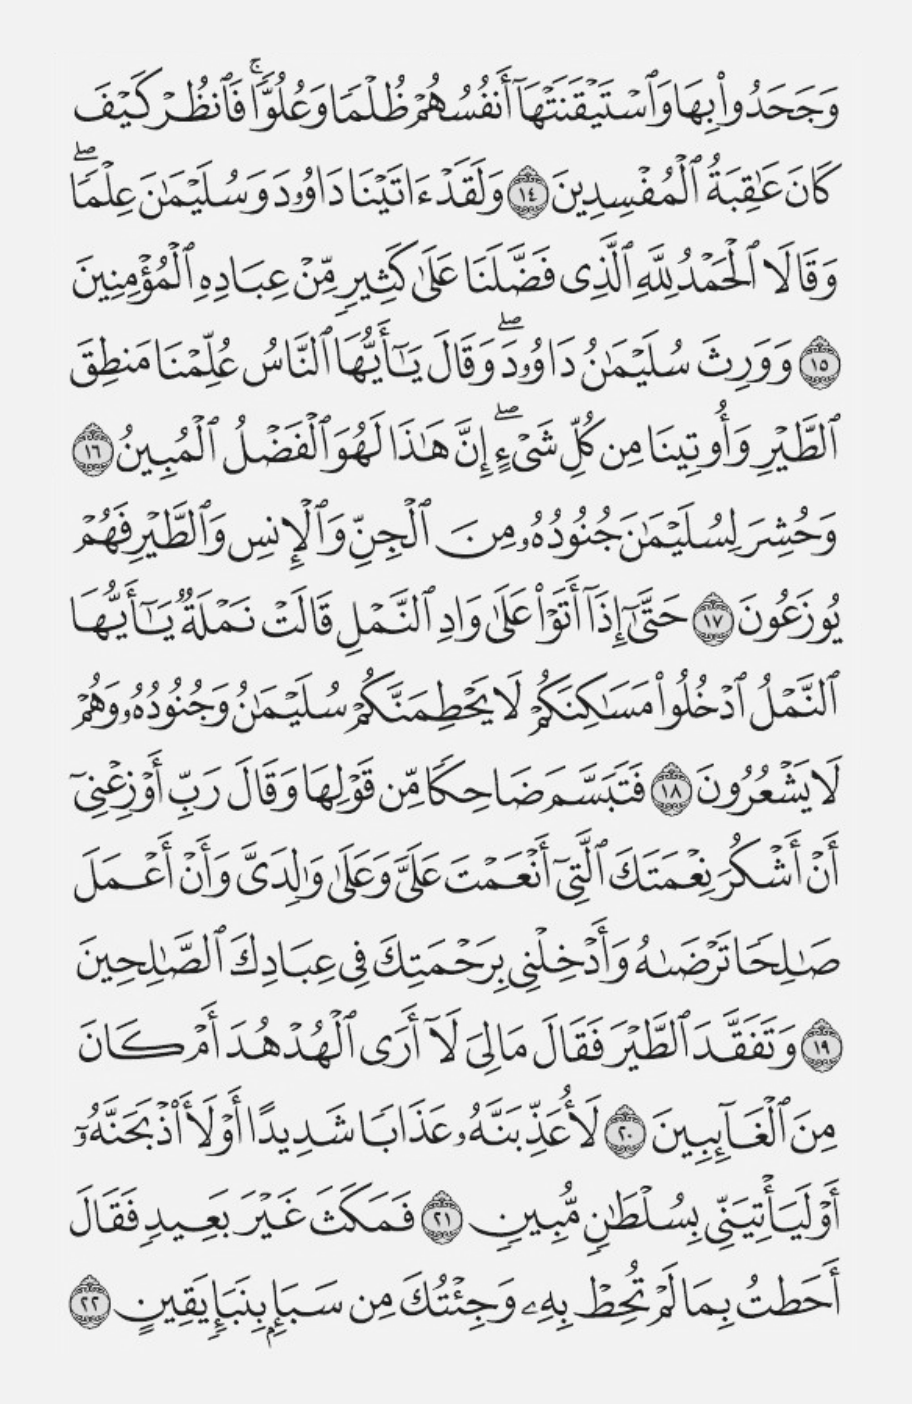 وَجَحَدُوا۟ بِهَا وَٱسْتَيْقَنَتْهَآ أَنفُسُهُمْ ظُلْمًا وَعُلُوًّا ۚ فَٱنظُرْ كَيْفَ
كَانَ عَـٰقِبَةُ ٱلْمُفْسِدِينَ ١٤ وَلَقَدْ ءَاتَيْنَا دَاوُۥدَ وَسُلَيْمَـٰنَ عِلْمًا ۖ
وَقَالَا ٱلْحَمْدُ لِلَّهِ ٱلَّذِى فَضَّلَنَا عَلَىٰ كَثِيرٍ مِّنْ عِبَادِهِ ٱلْمُؤْمِنِينَ
١٥ وَوَرِثَ سُلَيْمَـٰنُ دَاوُۥدَ ۖ وَقَالَ يَـٰٓأَيُّهَا ٱلنَّاسُ عُلِّمْنَا مَنطِقَ
ٱلطَّيْرِ وَأُوتِينَا مِن كُلِّ شَىْءٍ ۖ إِنَّ هَـٰذَا لَهُوَ ٱلْفَضْلُ ٱلْمُبِينُ ١٦
وَحُشِرَ لِسُلَيْمَـٰنَ جُنُودُهُۥ مِنَ ٱلْجِنِّ وَٱلْإِنسِ وَٱلطَّيْرِ فَهُمْ
يُوزَعُونَ ١٧ حَتَّىٰٓ إِذَآ أَتَوْا۟ عَلَىٰ وَادِ ٱلنَّمْلِ قَالَتْ نَمْلَةٌ يَـٰٓأَيُّهَا
ٱلنَّمْلُ ٱدْخُلُوا۟ مَسَـٰكِنَكُمْ لَا يَحْطِمَنَّكُمْ سُلَيْمَـٰنُ وَجُنُودُهُۥ وَهُمْ
لَا يَشْعُرُونَ ١٨ فَتَبَسَّمَ ضَاحِكًا مِّن قَوْلِهَا وَقَالَ رَبِّ أَوْزِعْنِىٓ
أَنْ أَشْكُرَ نِعْمَتَكَ ٱلَّتِىٓ أَنْعَمْتَ عَلَىَّ وَعَلَىٰ وَٰلِدَىَّ وَأَنْ أَعْمَلَ
صَـٰلِحًا تَرْضَىٰهُ وَأَدْخِلْنِى بِرَحْمَتِكَ فِى عِبَادِكَ ٱلصَّـٰلِحِينَ
١٩ وَتَفَقَّدَ ٱلطَّيْرَ فَقَالَ مَا لِىَ لَآ أَرَى ٱلْهُدْهُدَ أَمْ كَانَ
مِنَ ٱلْغَآئِبِينَ ٢٠ لَأُعَذِّبَنَّهُۥ عَذَابًا شَدِيدًا أَوْ لَأَا۟ذْبَحَنَّهُۥٓ
أَوْ لَيَأْتِيَنِّى بِسُلْطَـٰنٍ مُّبِينٍ ٢١ فَمَكَثَ غَيْرَ بَعِيدٍ فَقَالَ
أَحَطتُ بِمَا لَمْ تُحِطْ بِهِۦ وَجِئْتُكَ مِن سَبَإٍۭ بِنَبَإٍ يَقِينٍ ٢٢